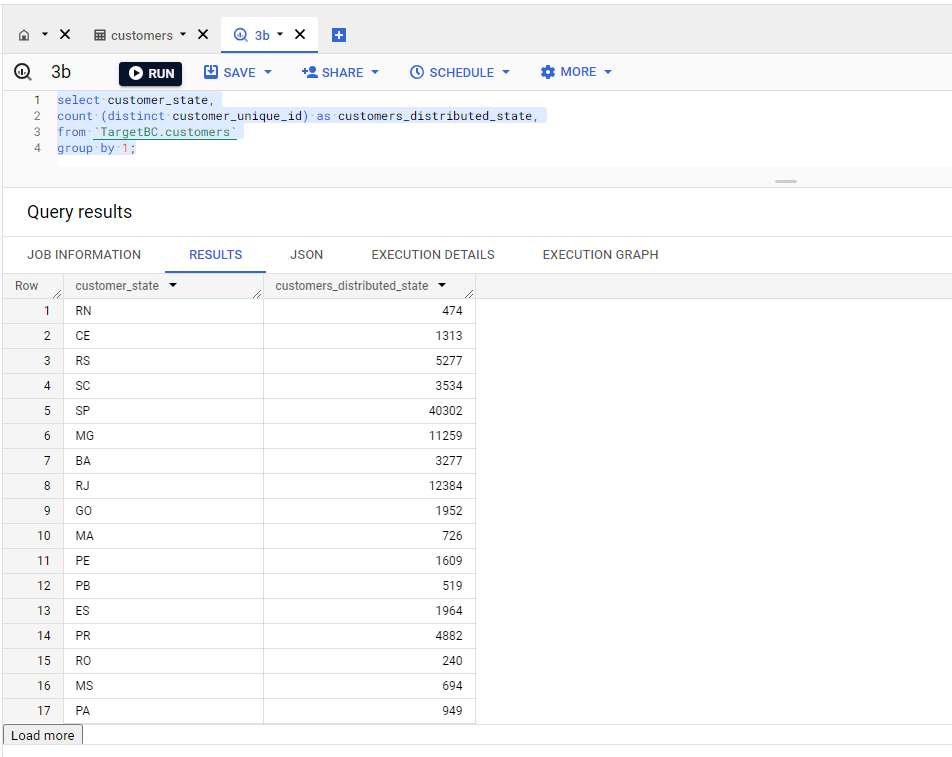 customers 3b
3b RUN SAVE SHARE SCHEDULE MORE
1 select customer_state,
2 count (distinct customer_unique_id) as customers_distributed_state,
3 from `TargetBC.customers`
4 group by 1;
Query results
JOB INFORMATION RESULTS JSON EXECUTION DETAILS EXECUTION GRAPH
Row customer_state customers_distributed_state
1 RN 474
2 CE 1313
3 RS 5277
4 SC 3534
5 SP 40302
6 MG 11259
7 BA 3277
8 RJ 12384
9 GO 1952
10 MA 726
11 PE 1609
12 PB 519
13 ES 1964
14 PR 4882
15 RO 240
16 MS 694
17 PA 949
Load more